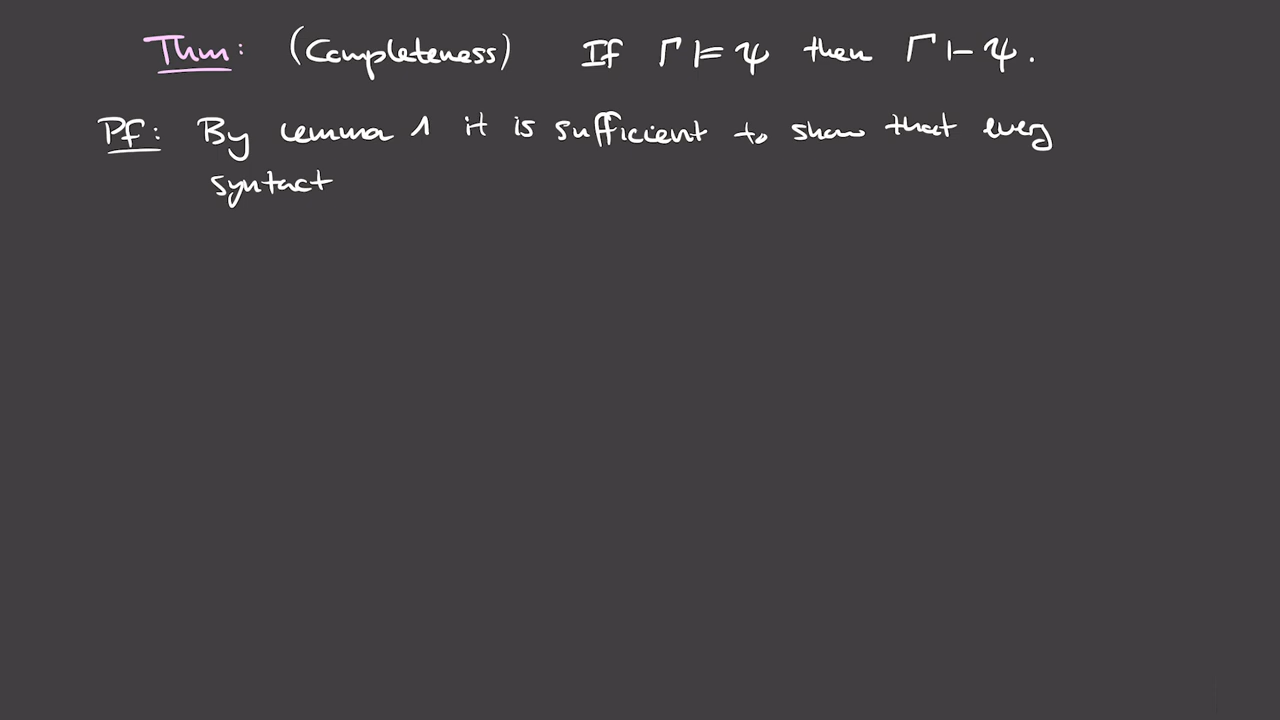 Thm: (Completeness) If Γ ⊨ ψ then Γ ⊢ ψ.
Pf: By lemma 1 it is sufficient to show that every
syntact